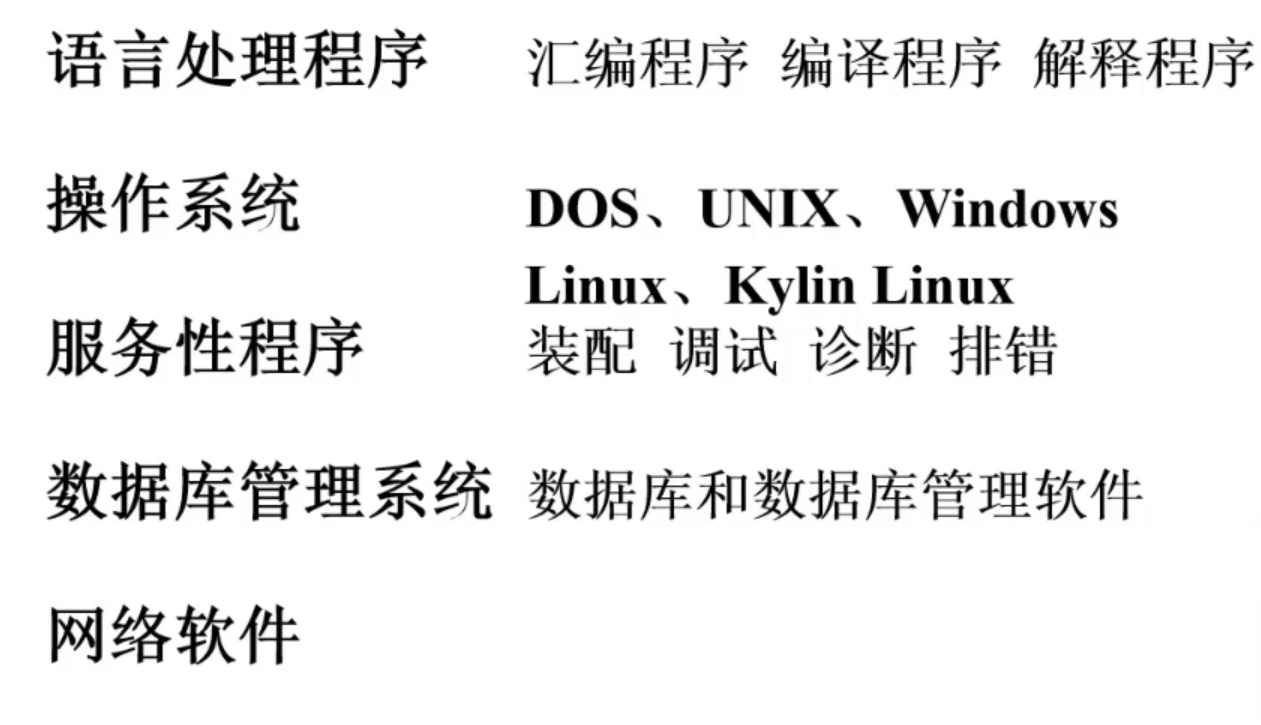 语言处理程序 汇编程序 编译程序 解释程序
操作系统 DOS、UNIX、Windows
Linux、Kylin Linux
服务性程序 装配 调试 诊断 排错
数据库管理系统 数据库和数据库管理软件
网络软件